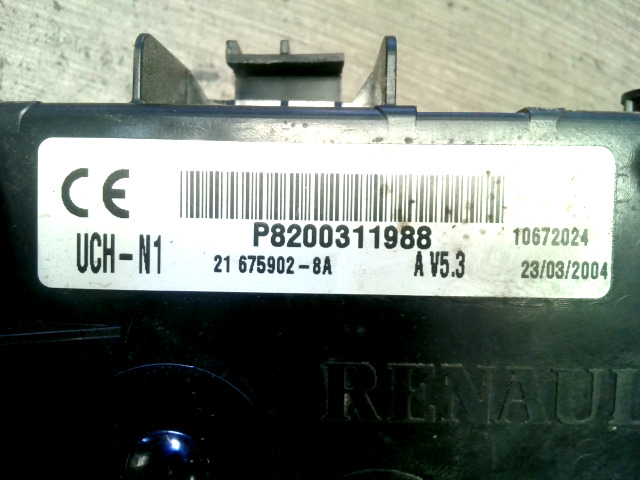 CE
P8200311988
10672024
UCH-N1
21 675902-8A
A V5.3
23/03/2004
RENAUL